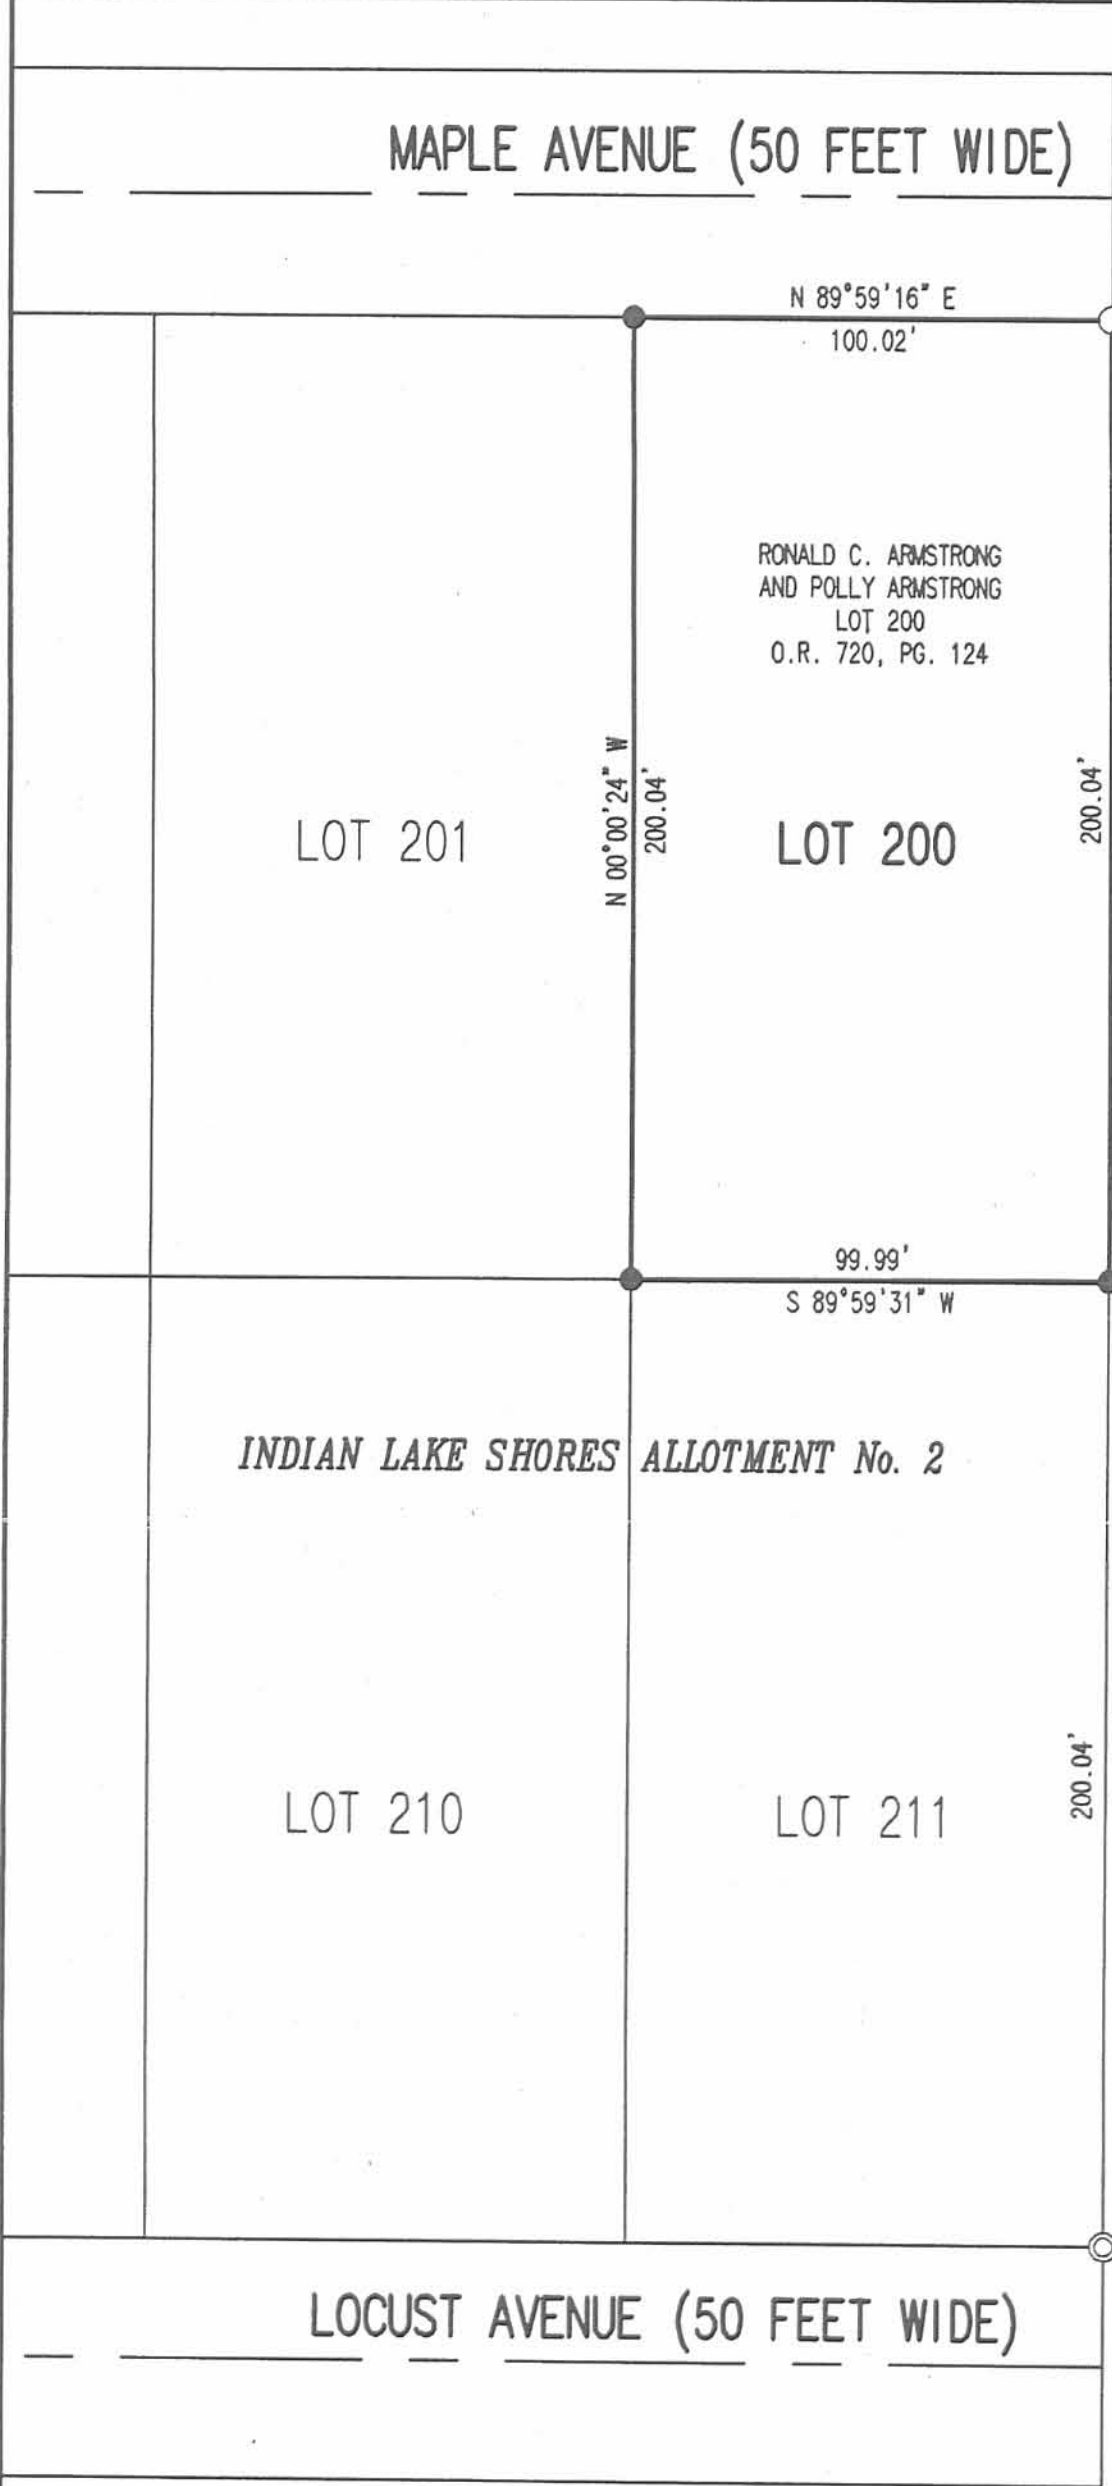 MAPLE AVENUE (50 FEET WIDE)
N 89°59'16" E
100.02'
RONALD C. ARMSTRONG
AND POLLY ARMSTRONG
LOT 200
O.R. 720, PG. 124
N 00°00'24" W
200.04'
200.04'
LOT 201
LOT 200
99.99'
S 89°59'31" W
INDIAN LAKE SHORES ALLOTMENT No. 2
200.04'
LOT 210
LOT 211
LOCUST AVENUE (50 FEET WIDE)